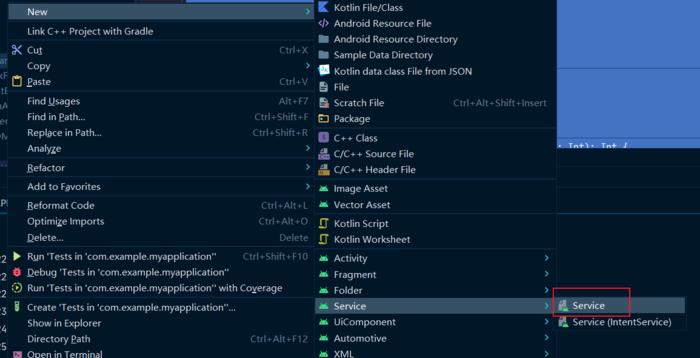 New
Link C++ Project with Gradle
Cut Ctrl+X
Copy
Paste Ctrl+V
Find Usages Alt+F7
Find in Path... Ctrl+Shift+F
Replace in Path... Ctrl+Shift+R
Analyze
Refactor
Add to Favorites
Reformat Code Ctrl+Alt+L
Optimize Imports Ctrl+Alt+O
Delete... Delete
Run 'Tests in 'com.example.myapplication'' Ctrl+Shift+F10
Debug 'Tests in 'com.example.myapplication''
Run 'Tests in 'com.example.myapplication'' with Coverage
Create 'Tests in 'com.example.myapplication''...
Show in Explorer
Directory Path Ctrl+Alt+F12
Open in Terminal
Kotlin File/Class
Android Resource File
Android Resource Directory
Sample Data Directory
Kotlin data class File from JSON
File
Scratch File Ctrl+Alt+Shift+Insert
Package
C++ Class
C/C++ Source File
C/C++ Header File
Image Asset
Vector Asset
Kotlin Script
Kotlin Worksheet
Activity
Fragment
Folder
Service
UiComponent
Automotive
XML
: Int): Int {
Service
Service (IntentService)